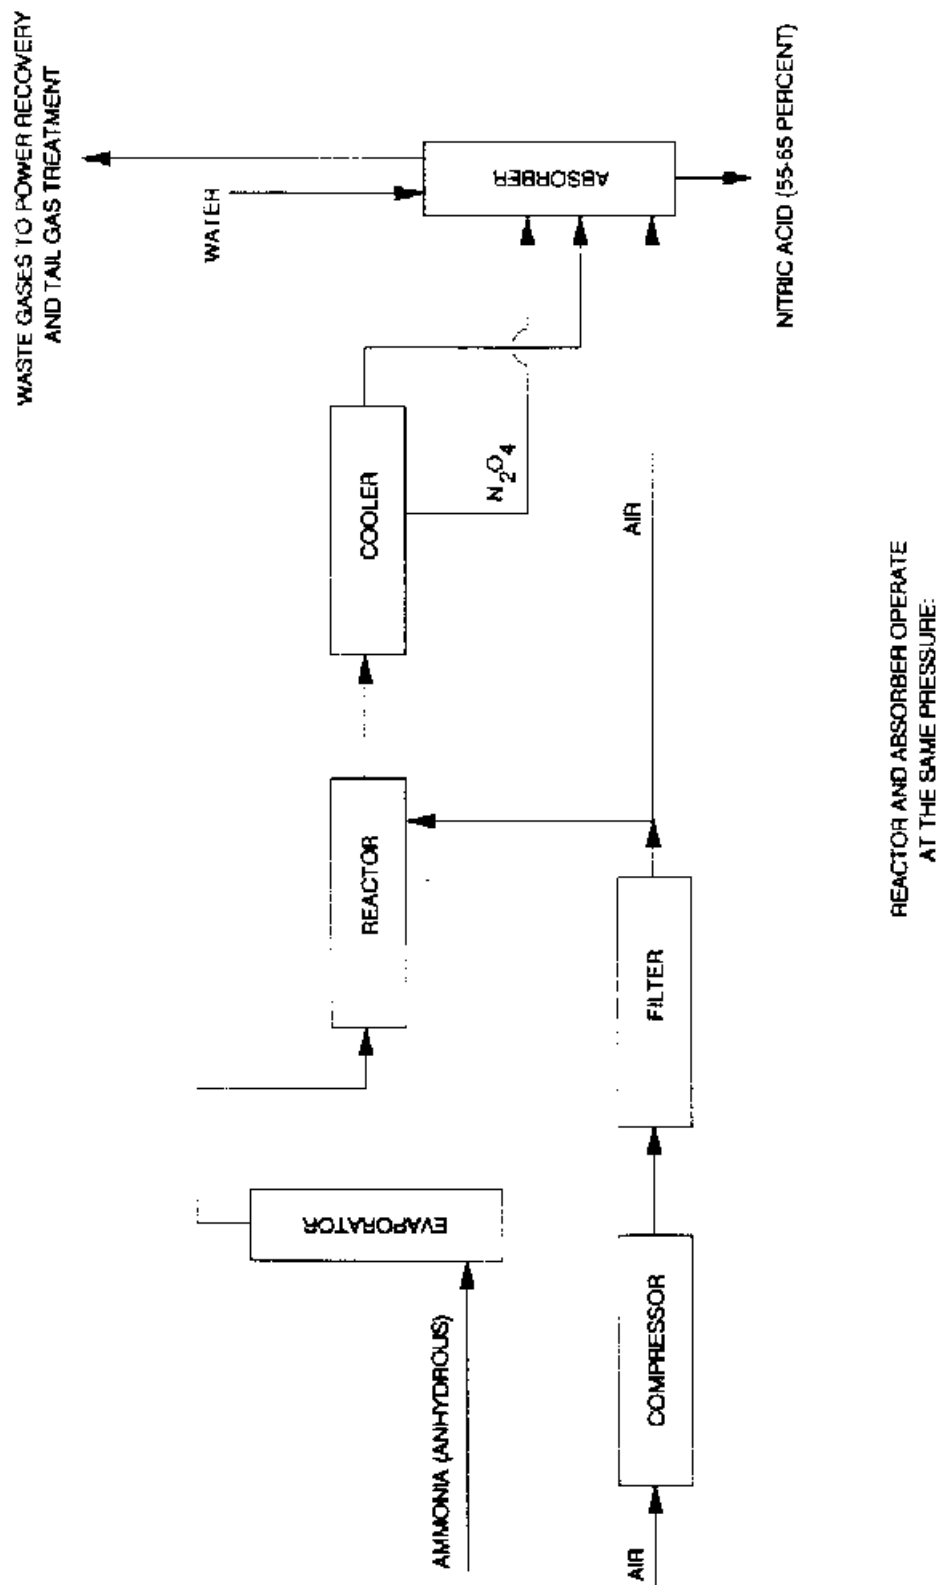 WASTE GASES TO POWER RECOVERY
AND TAIL GAS TREATMENT
WATER
ABSORBER
NITRIC ACID (55-65 PERCENT)
COOLER
N2O4
REACTOR
AIR
FILTER
EVAPORATOR
AMMONIA (ANHYDROUS)
COMPRESSOR
AIR
REACTOR AND ABSORBER OPERATE
AT THE SAME PRESSURE: